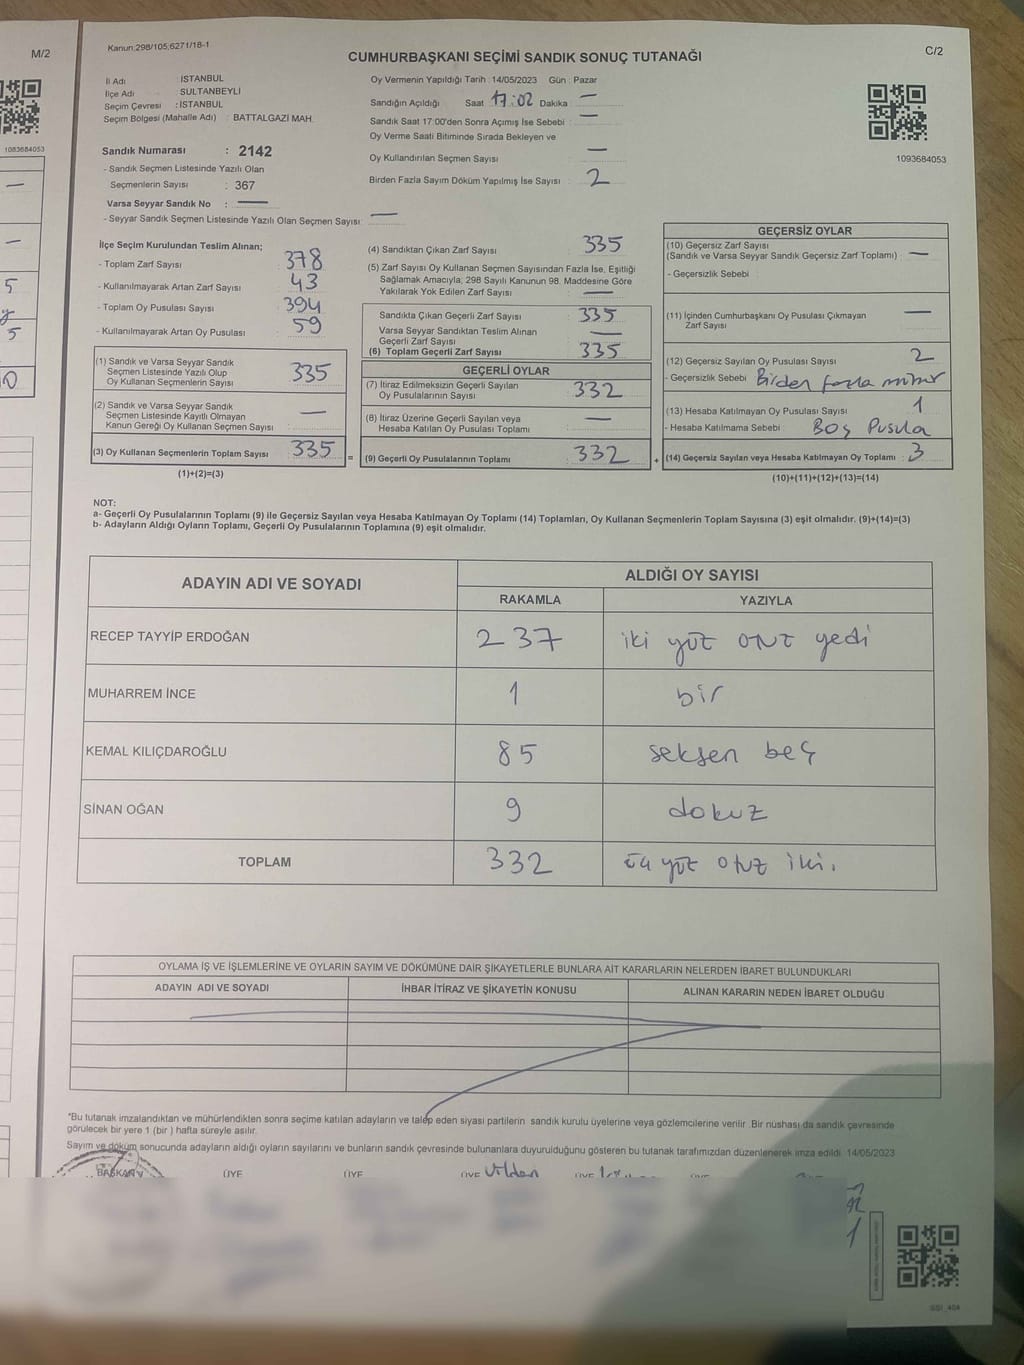 M/2
1083684053
5
5
Kanun:298/105;6271/18-1
C/2
CUMHURBAŞKANI SEÇİMİ SANDIK SONUÇ TUTANAĞI
İl Adı : İSTANBUL
İlçe Adı : SULTANBEYLİ
Seçim Çevresi : İSTANBUL
Seçim Bölgesi (Mahalle Adı) : BATTALGAZİ MAH.
Oy Vermenin Yapıldığı Tarih : 14/05/2023 Gün : Pazar
Sandığın Açıldığı Saat 17:02 Dakika —
Sandık Saat 17:00'den Sonra Açımış İse Sebebi : —
Oy Verme Saati Bitiminde Sırada Bekleyen ve
Oy Kullandırılan Seçmen Sayısı —
Birden Fazla Sayım Döküm Yapılmış İse Sayısı : 2
1093684053
Sandık Numarası : 2142
- Sandık Seçmen Listesinde Yazılı Olan
Seçmenlerin Sayısı : 367
Varsa Seyyar Sandık No : —
- Seyyar Sandık Seçmen Listesinde Yazılı Olan Seçmen Sayısı: —
İlçe Seçim Kurulundan Teslim Alınan;
- Toplam Zarf Sayısı : 378
- Kullanılmayarak Artan Zarf Sayısı : 43
- Toplam Oy Pusulası Sayısı : 394
- Kullanılmayarak Artan Oy Pusulası : 59
(1) Sandık ve Varsa Seyyar Sandık
Seçmen Listesinde Yazılı Olup
Oy Kullanan Seçmenlerin Sayısı : 335
(2) Sandık ve Varsa Seyyar Sandık
Seçmen Listesinde Kayıtlı Olmayan
Kanun Gereği Oy Kullanan Seçmen Sayısı : —
(3) Oy Kullanan Seçmenlerin Toplam Sayısı : 335 =
(1)+(2)=(3)
(4) Sandıktan Çıkan Zarf Sayısı : 335
(5) Zarf Sayısı Oy Kullanan Seçmen Sayısından Fazla İse, Eşitliği
Sağlamak Amacıyla; 298 Sayılı Kanunun 98. Maddesine Göre
Yakılarak Yok Edilen Zarf Sayısı : —
Sandıkta Çıkan Geçerli Zarf Sayısı : 335
Varsa Seyyar Sandıktan Teslim Alınan
Geçerli Zarf Sayısı : —
(6) Toplam Geçerli Zarf Sayısı : 335
GEÇERLİ OYLAR
(7) İtiraz Edilmeksizin Geçerli Sayılan
Oy Pusulalarının Sayısı : 332
(8) İtiraz Üzerine Geçerli Sayılan veya
Hesaba Katılan Oy Pusulası Toplamı : —
(9) Geçerli Oy Pusulalarının Toplamı : 332 +
GEÇERSİZ OYLAR
(10) Geçersiz Zarf Sayısı
(Sandık ve Varsa Seyyar Sandık Geçersiz Zarf Toplamı) : —
- Geçersizlik Sebebi :
(11) İçinden Cumhurbaşkanı Oy Pusulası Çıkmayan
Zarf Sayısı : —
(12) Geçersiz Sayılan Oy Pusulası Sayısı : 2
- Geçersizlik Sebebi : Birden fazla mühür
(13) Hesaba Katılmayan Oy Pusulası Sayısı : 1
- Hesaba Katılmama Sebebi : Boş Pusula
(14) Geçersiz Sayılan veya Hesaba Katılmayan Oy Toplamı : 3
(10)+(11)+(12)+(13)=(14)
NOT:
a- Geçerli Oy Pusulalarının Toplamı (9) ile Geçersiz Sayılan veya Hesaba Katılmayan Oy Toplamı (14) Toplamları, Oy Kullanan Seçmenlerin Toplam Sayısına (3) eşit olmalıdır. (9)+(14)=(3)
b- Adayların Aldığı Oyların Toplamı, Geçerli Oy Pusulalarının Toplamına (9) eşit olmalıdır.
ADAYIN ADI VE SOYADI ALDIĞI OY SAYISI
RAKAMLA YAZIYLA
RECEP TAYYİP ERDOĞAN 237 iki yüz otuz yedi
MUHARREM İNCE 1 bir
KEMAL KILIÇDAROĞLU 85 seksen beş
SİNAN OĞAN 9 dokuz
TOPLAM 332 üç yüz otuz iki.
OYLAMA İŞ VE İŞLEMLERİNE VE OYLARIN SAYIM VE DÖKÜMÜNE DAİR ŞİKAYETLERLE BUNLARA AİT KARARLARIN NELERDEN İBARET BULUNDUKLARI
ADAYIN ADI VE SOYADI İHBAR İTİRAZ VE ŞİKAYETİN KONUSU ALINAN KARARIN NEDEN İBARET OLDUĞU
*Bu tutanak imzalandıktan ve mühürlendikten sonra seçime katılan adayların ve talep eden siyasi partilerin sandık kurulu üyelerine veya gözlemcilerine verilir .Bir nüshası da sandık çevresinde
görülecek bir yere 1 (bir ) hafta süreyle asılır.
Sayım ve döküm sonucunda adayların aldığı oyların sayılarını ve bunların sandık çevresinde bulunanlara duyurulduğunu gösteren bu tutanak tarafımızdan düzenlenerek imza edildi. 14/05/2023
BAŞKAN ÜYE ÜYE ÜYE ÜYE ÜYE